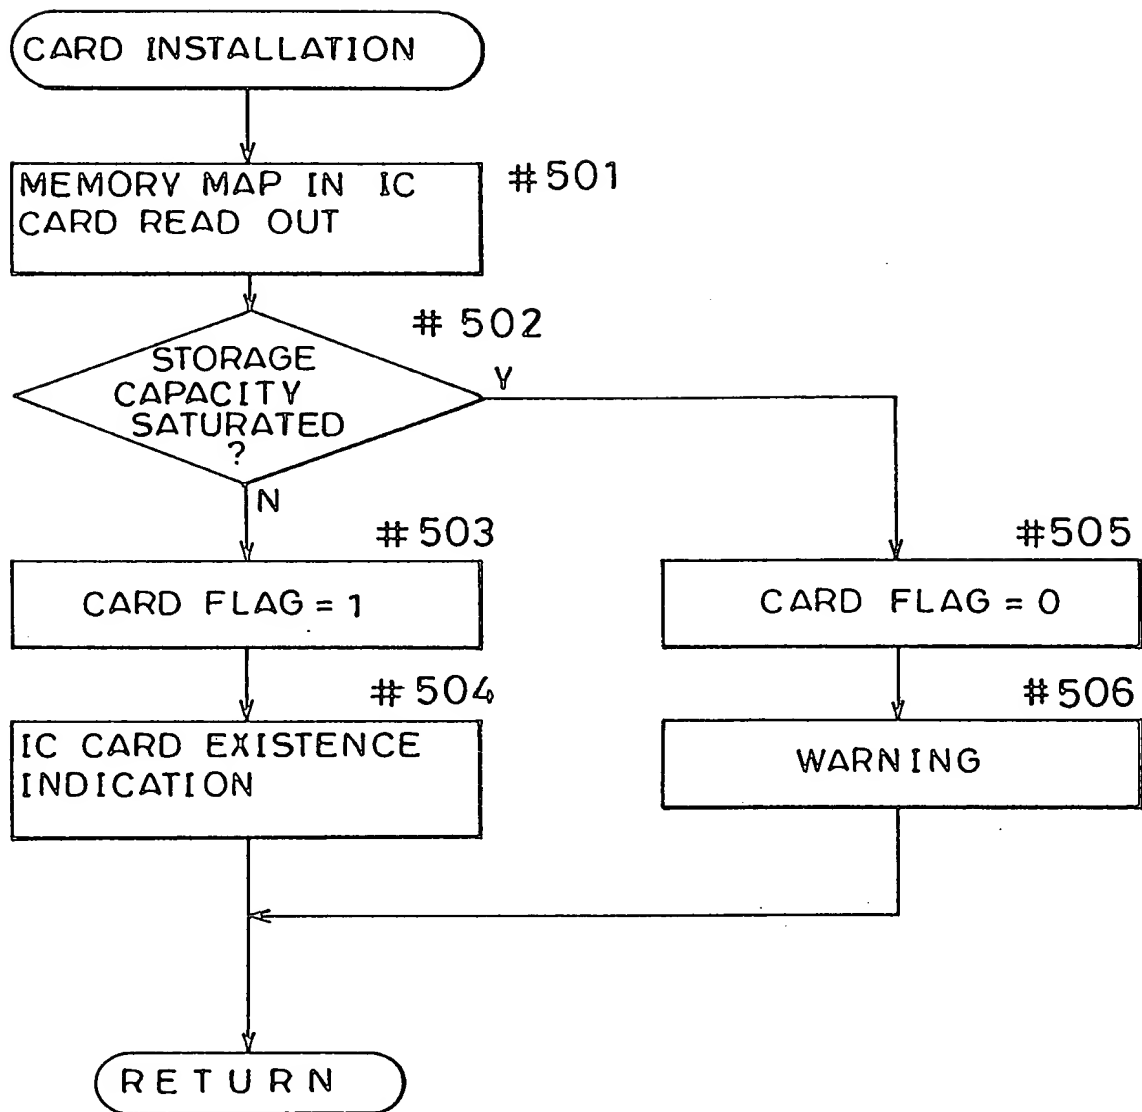 CARD INSTALLATION
#501
MEMORY MAP IN IC
CARD READ OUT
#502
STORAGE
CAPACITY
SATURATED
?
Y
N
#503
CARD FLAG = 1
#504
IC CARD EXISTENCE
INDICATION
#505
CARD FLAG = 0
#506
WARNING
RETURN